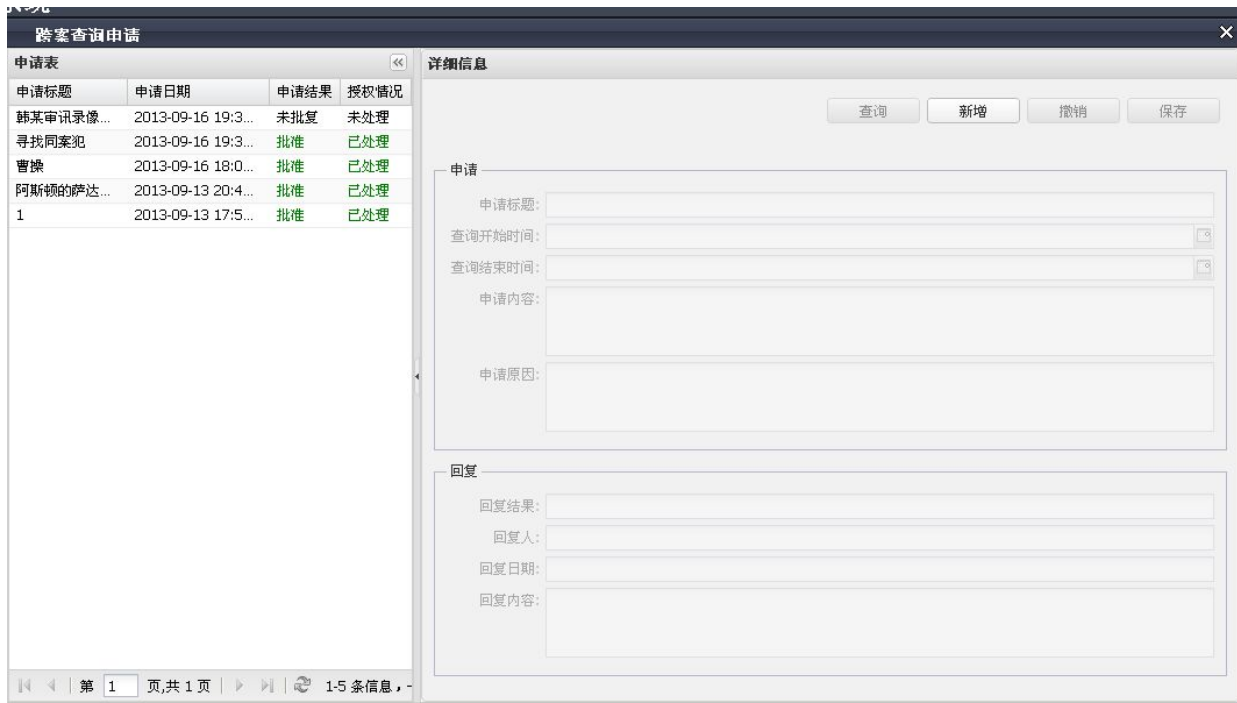 跨案查询申请
申请表
申请标题 申请日期 申请结果 授权情况
韩某审讯录像... 2013-09-16 19:3... 未批复 未处理
寻找同案犯 2013-09-16 19:3... 批准 已处理
曹操 2013-09-16 18:0... 批准 已处理
阿斯顿的萨达... 2013-09-13 20:4... 批准 已处理
1 2013-09-13 17:5... 批准 已处理
第 1 页,共 1 页 1-5 条信息，-
详细信息
查询 新增 撤销 保存
申请
申请标题:
查询开始时间:
查询结束时间:
申请内容:
申请原因:
回复
回复结果:
回复人:
回复日期:
回复内容: